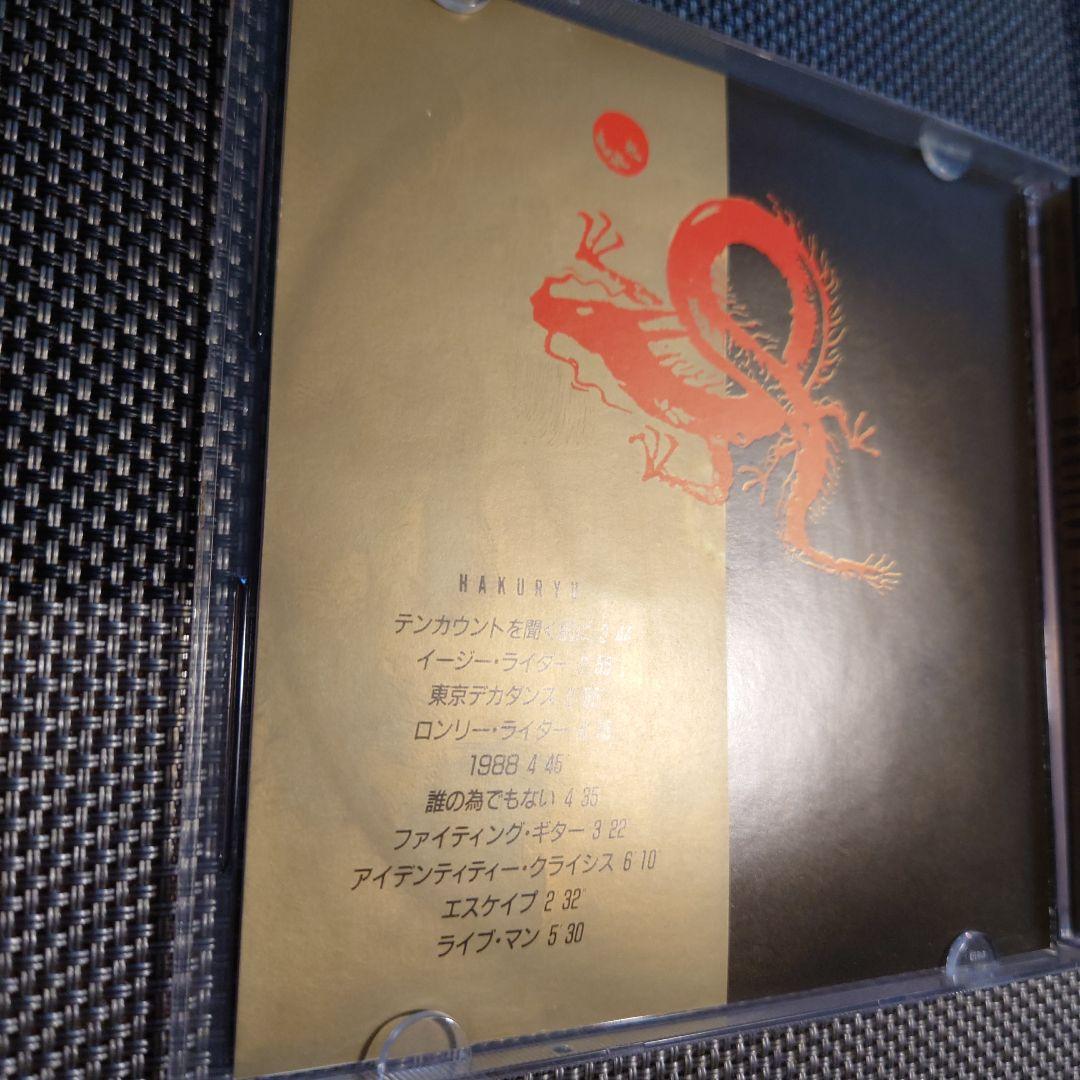 HAKURYU
テンカウントを聞く
イージー・ライダー
東京デカダンス
ロンリー・ライダー
1988 4'45"
誰の為でもない 4'35"
ファイティング・ギター 3'22"
アイデンティティー・クライシス 6'10"
エスケイプ 2'32"
ライブ・マン 5'30"